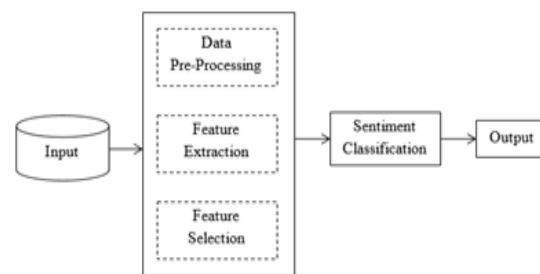 Data
Pre-Processing
Input
Feature
Extraction
Sentiment
Classification
Output
Feature
Selection